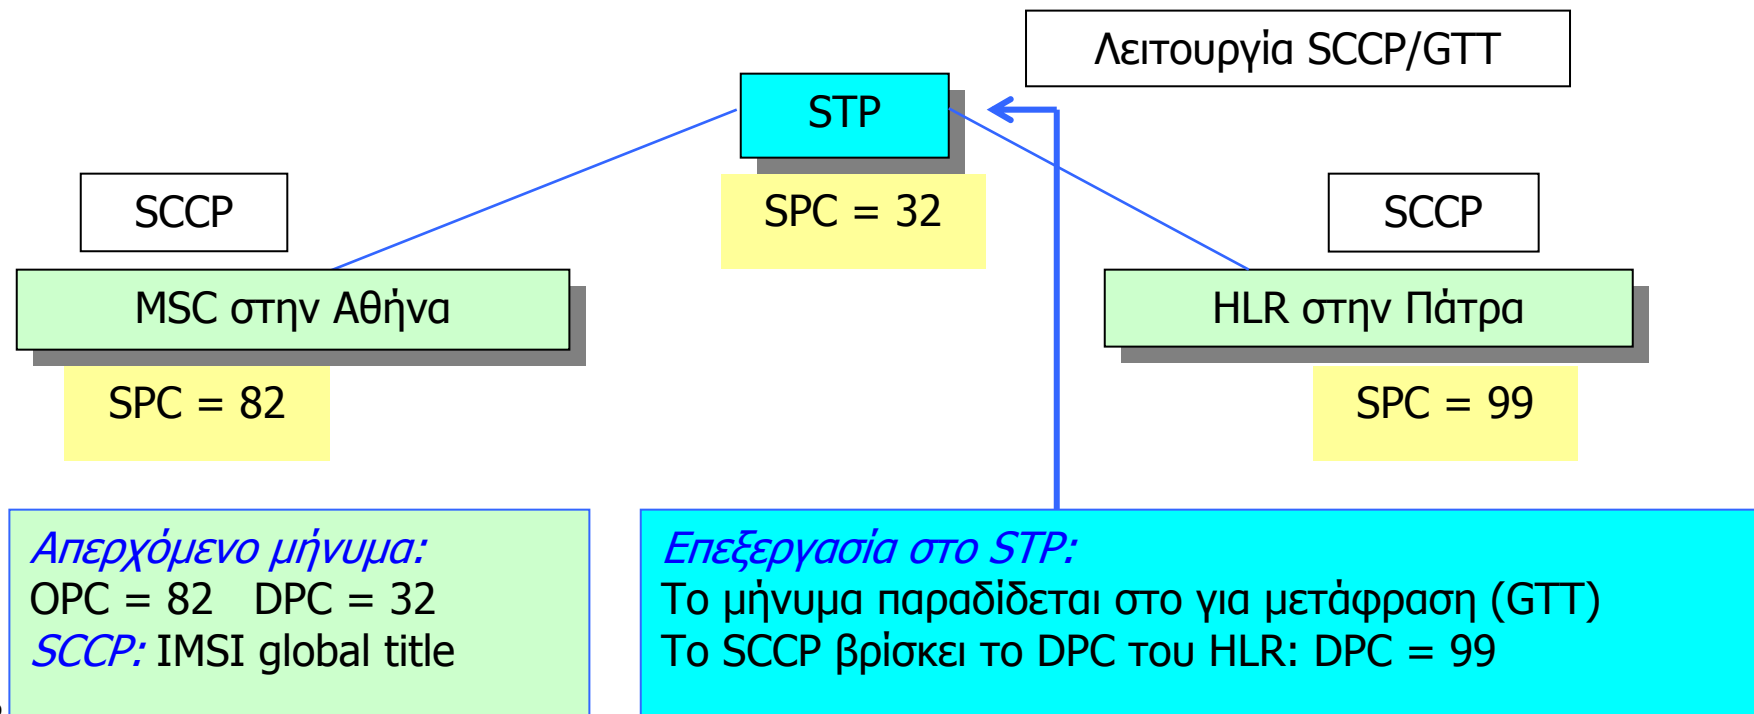 Λειτουργία SCCP/GTT
STP
SCCP
SPC = 32
SCCP
MSC στην Αθήνα
HLR στην Πάτρα
SPC = 82
SPC = 99
Απερχόμενο μήνυμα:
OPC = 82 DPC = 32
SCCP: IMSI global title
Επεξεργασία στο STP:
Το μήνυμα παραδίδεται στο για μετάφραση (GTT)
Το SCCP βρίσκει το DPC του HLR: DPC = 99